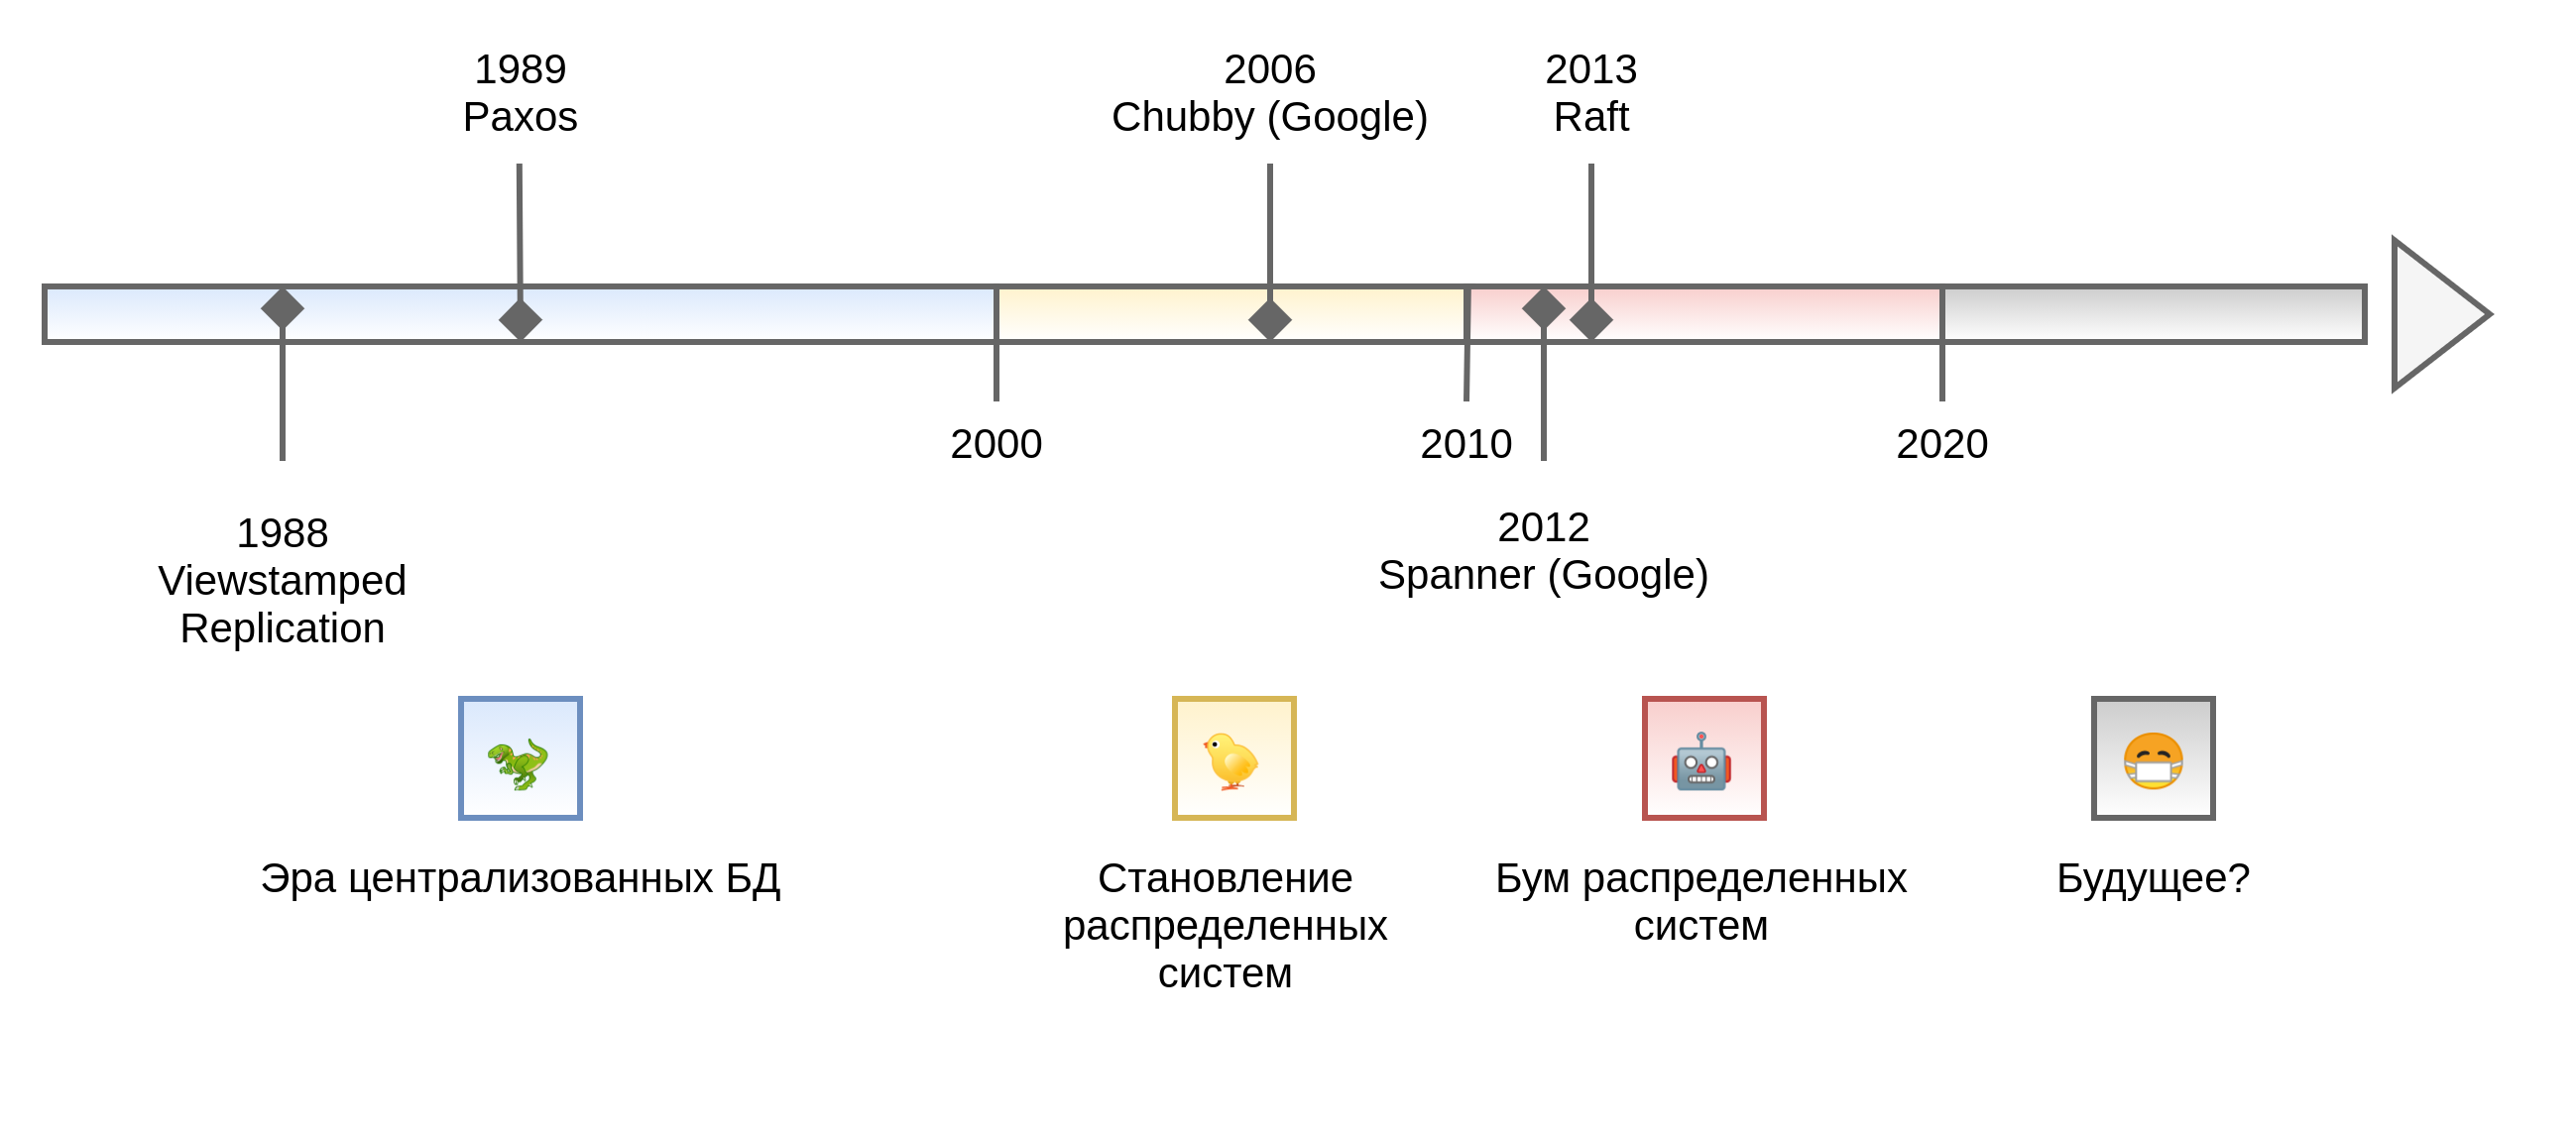 1989
Paxos
2006
Chubby (Google)
2013
Raft
2000
2010
2020
1988
Viewstamped
Replication
2012
Spanner (Google)
Эра централизованных БД
Становление
распределенных
систем
Бум распределенных
систем
Будущее?